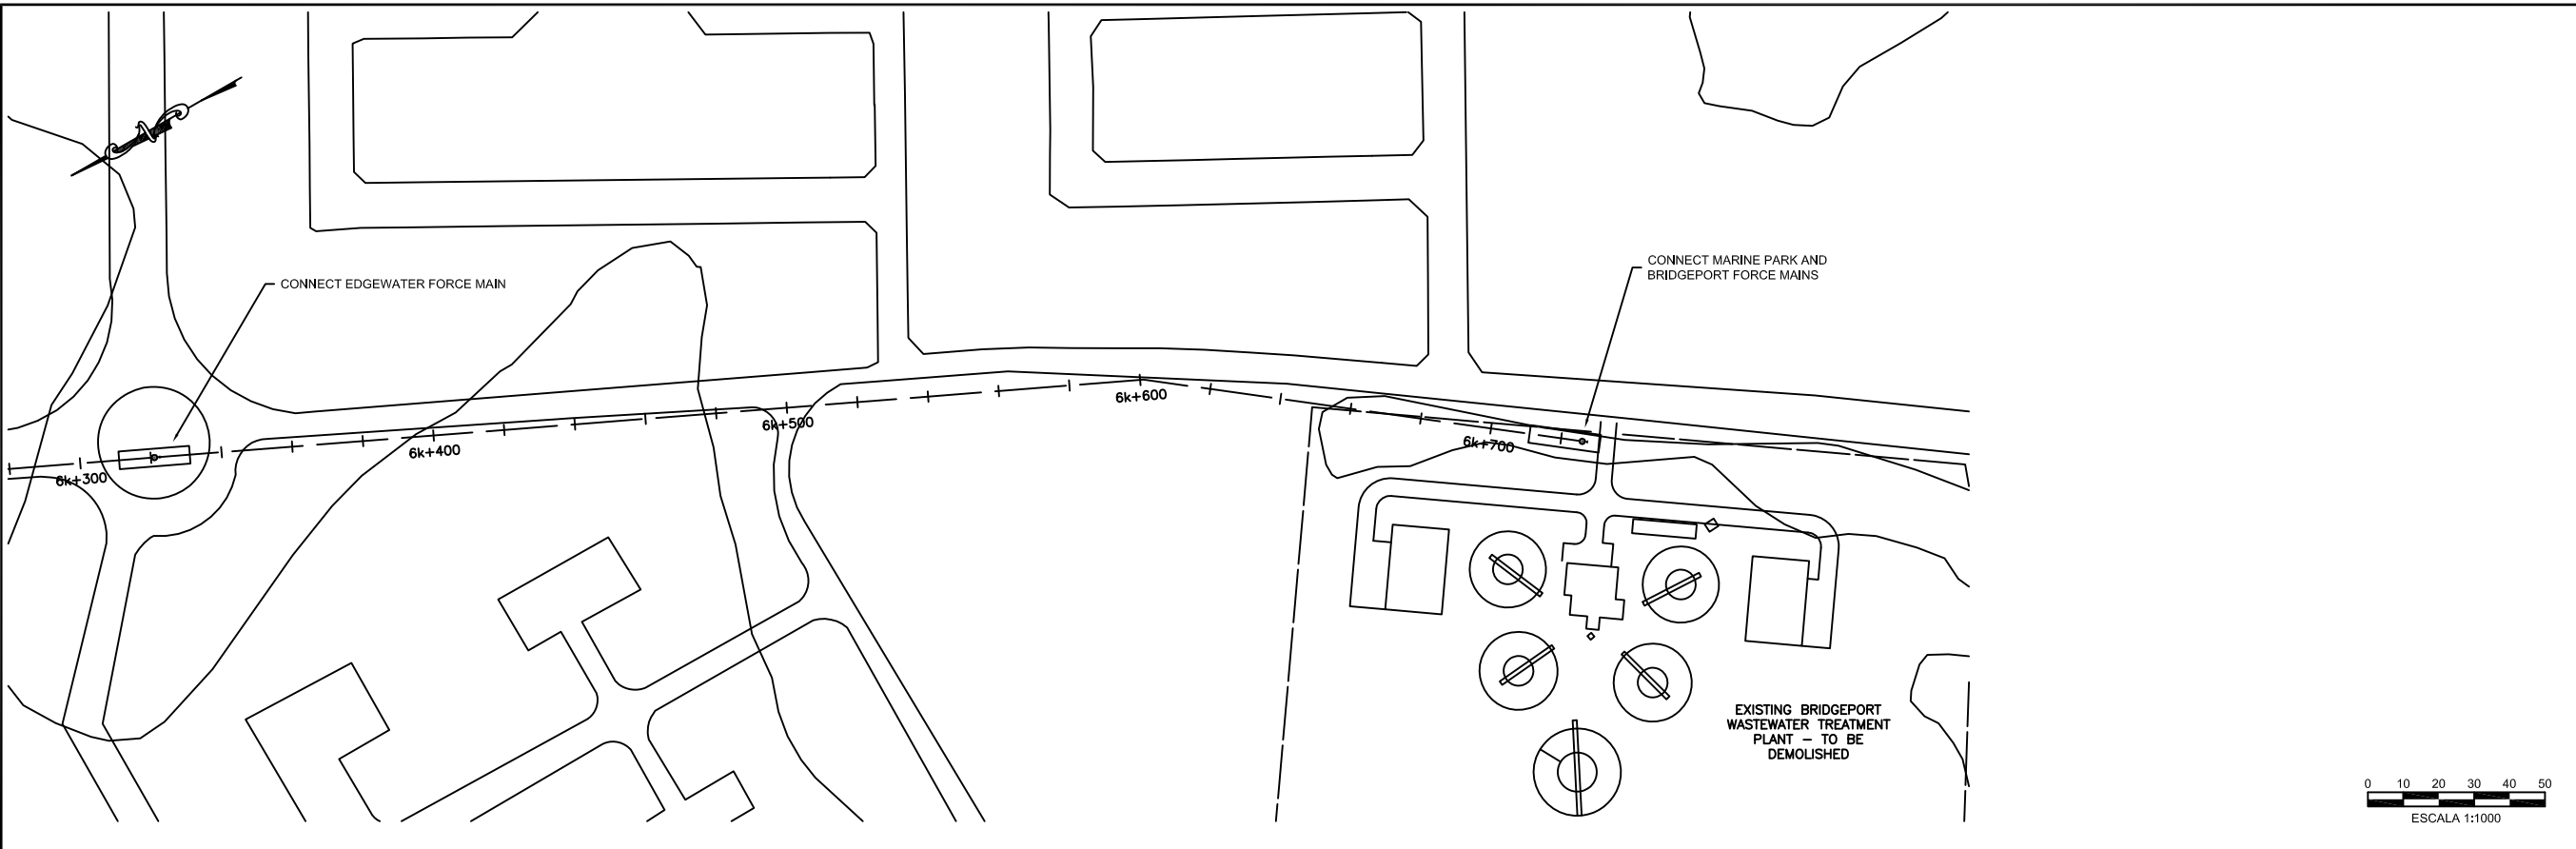 N
CONNECT EDGEWATER FORCE MAIN
CONNECT MARINE PARK AND
BRIDGEPORT FORCE MAINS
6k+300
6k+400
6k+500
6k+600
6k+700
EXISTING BRIDGEPORT
WASTEWATER TREATMENT
PLANT – TO BE
DEMOLISHED
0 10 20 30 40 50
ESCALA 1:1000